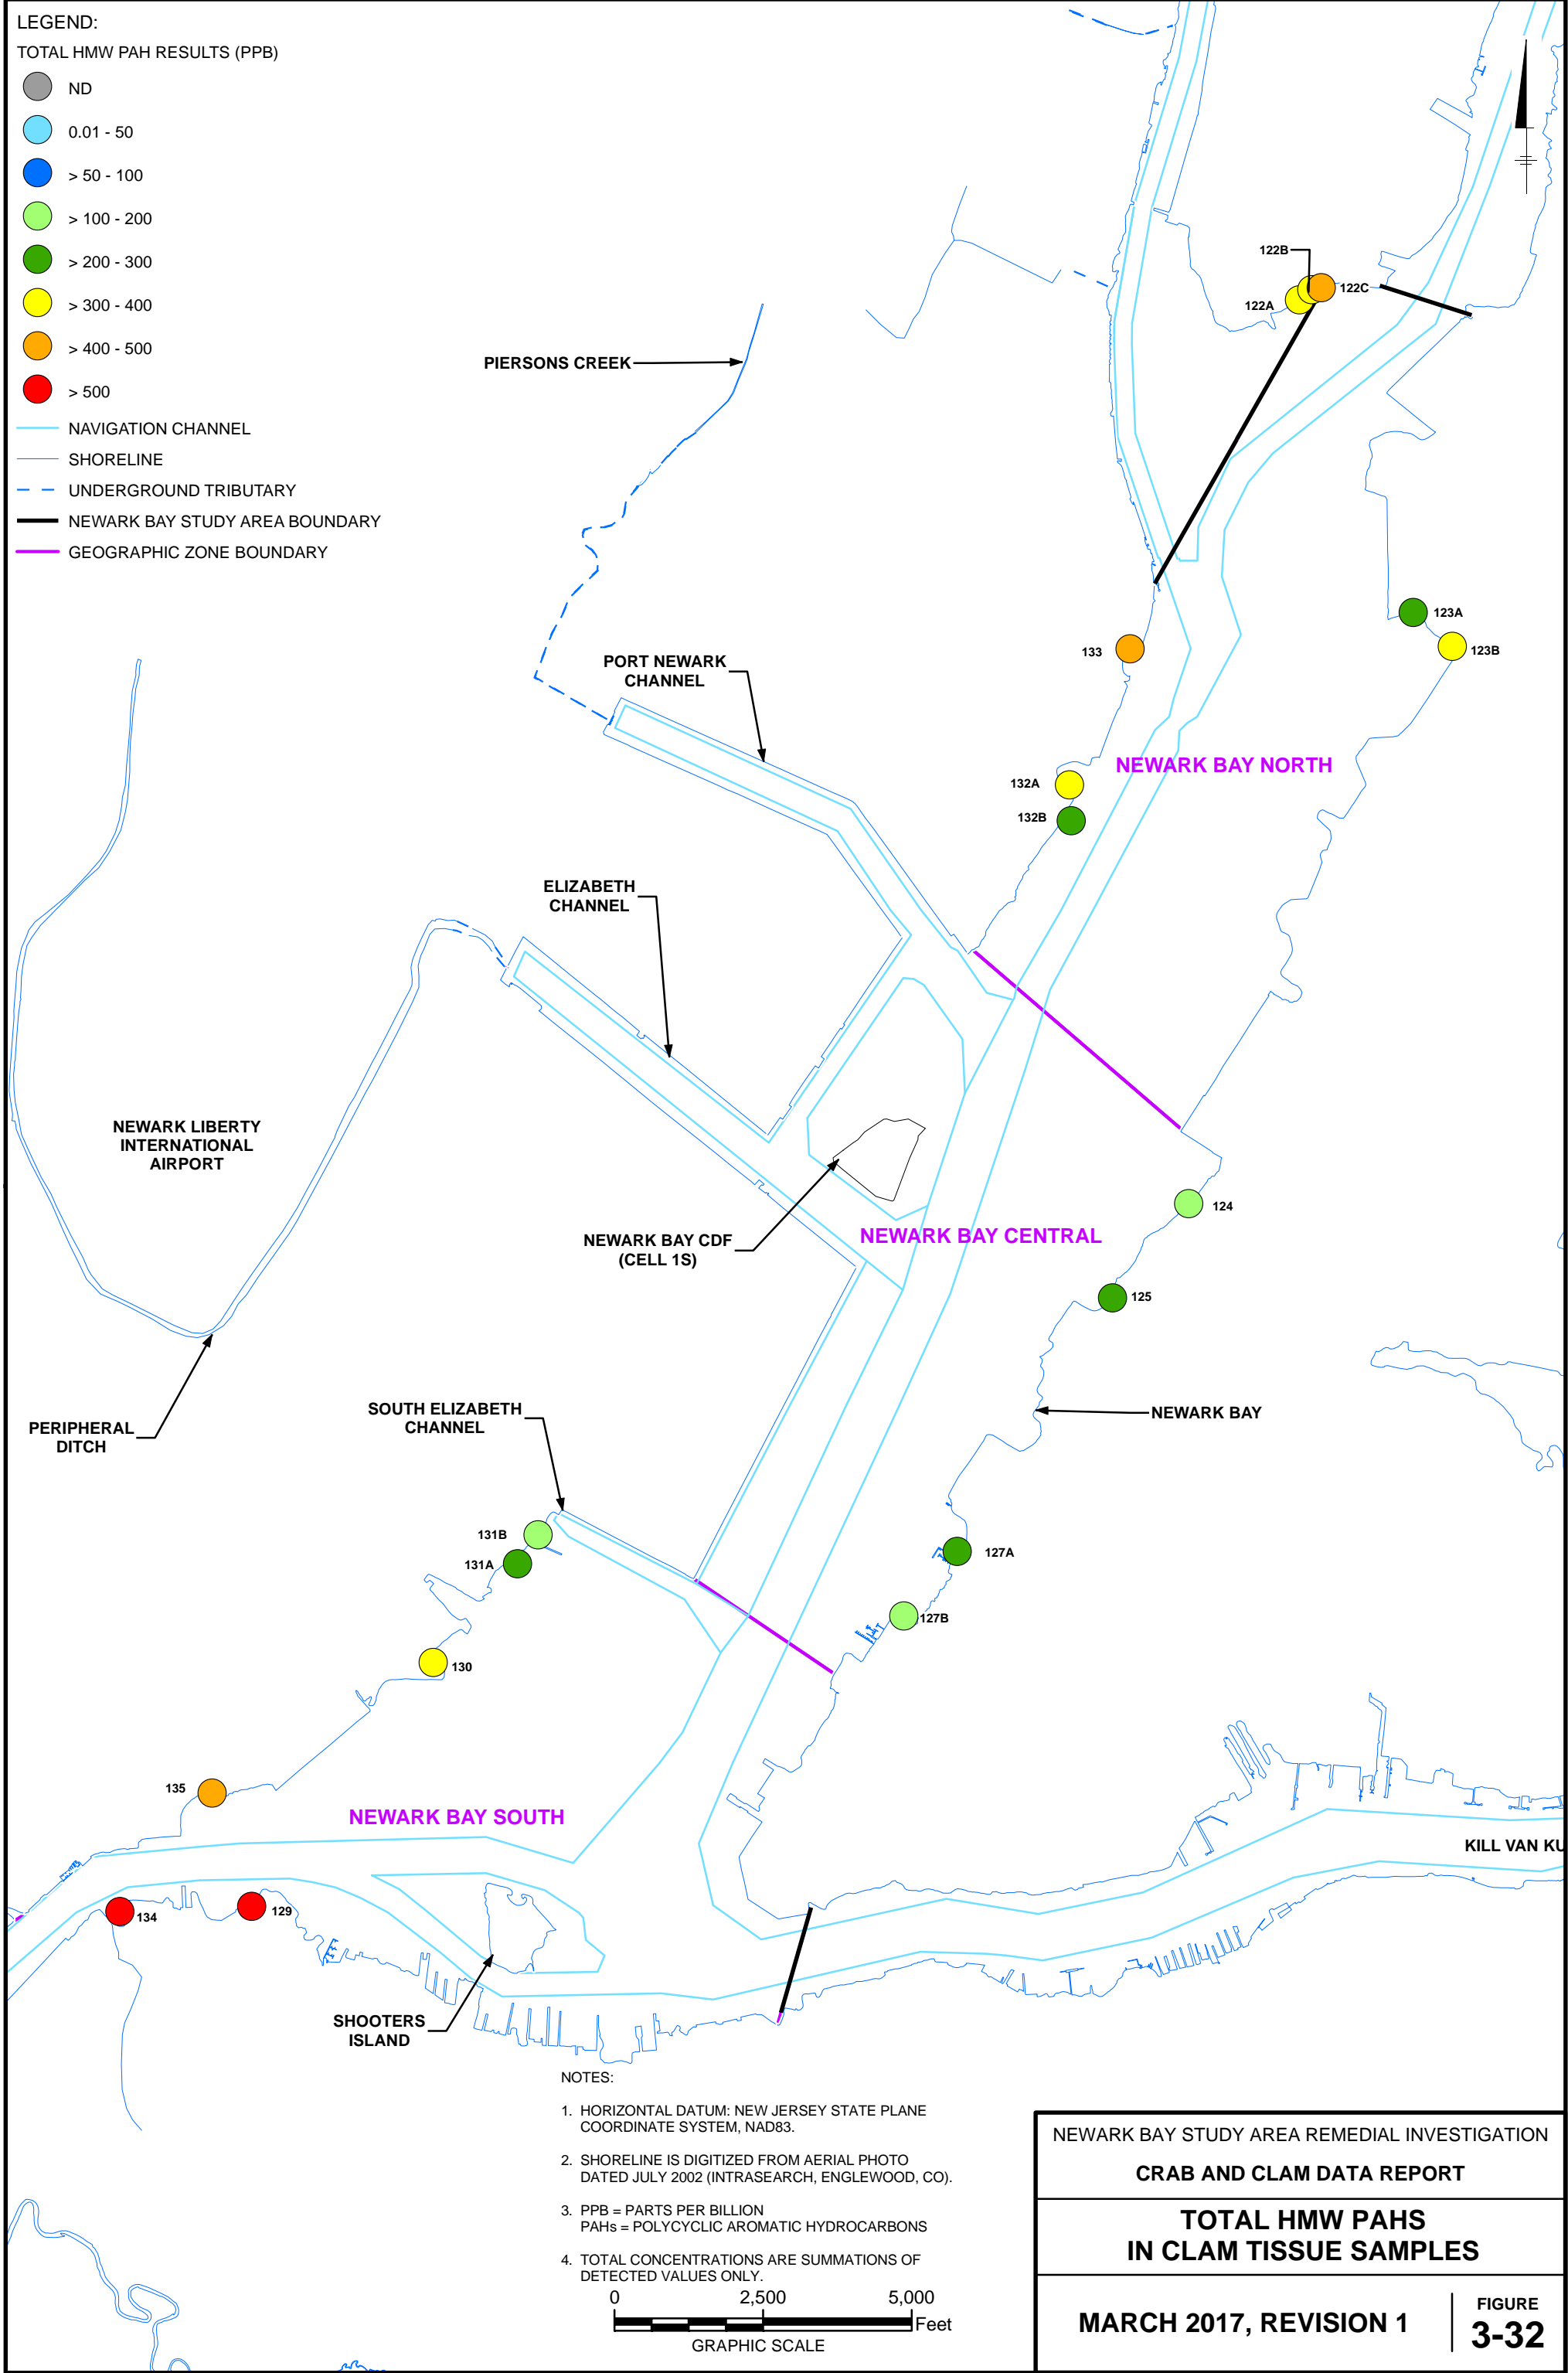 LEGEND:
TOTAL HMW PAH RESULTS (PPB)
ND
0.01 - 50
> 50 - 100
> 100 - 200
> 200 - 300
> 300 - 400
> 400 - 500
> 500
NAVIGATION CHANNEL
SHORELINE
UNDERGROUND TRIBUTARY
NEWARK BAY STUDY AREA BOUNDARY
GEOGRAPHIC ZONE BOUNDARY
122B
122A
122C
PIERSONS CREEK
123A
123B
133
PORT NEWARK
CHANNEL
NEWARK BAY NORTH
132A
132B
ELIZABETH
CHANNEL
NEWARK LIBERTY
INTERNATIONAL
AIRPORT
124
NEWARK BAY CDF
(CELL 1S)
NEWARK BAY CENTRAL
125
PERIPHERAL
DITCH
SOUTH ELIZABETH
CHANNEL
NEWARK BAY
131B
131A
127A
127B
130
135
NEWARK BAY SOUTH
KILL VAN KU
134
129
SHOOTERS
ISLAND
NOTES:
1. HORIZONTAL DATUM: NEW JERSEY STATE PLANE
COORDINATE SYSTEM, NAD83.
2. SHORELINE IS DIGITIZED FROM AERIAL PHOTO
DATED JULY 2002 (INTRASEARCH, ENGLEWOOD, CO).
3. PPB = PARTS PER BILLION
PAHs = POLYCYCLIC AROMATIC HYDROCARBONS
4. TOTAL CONCENTRATIONS ARE SUMMATIONS OF
DETECTED VALUES ONLY.
0 2,500 5,000
Feet
GRAPHIC SCALE
NEWARK BAY STUDY AREA REMEDIAL INVESTIGATION
CRAB AND CLAM DATA REPORT
TOTAL HMW PAHS
IN CLAM TISSUE SAMPLES
MARCH 2017, REVISION 1
FIGURE
3-32